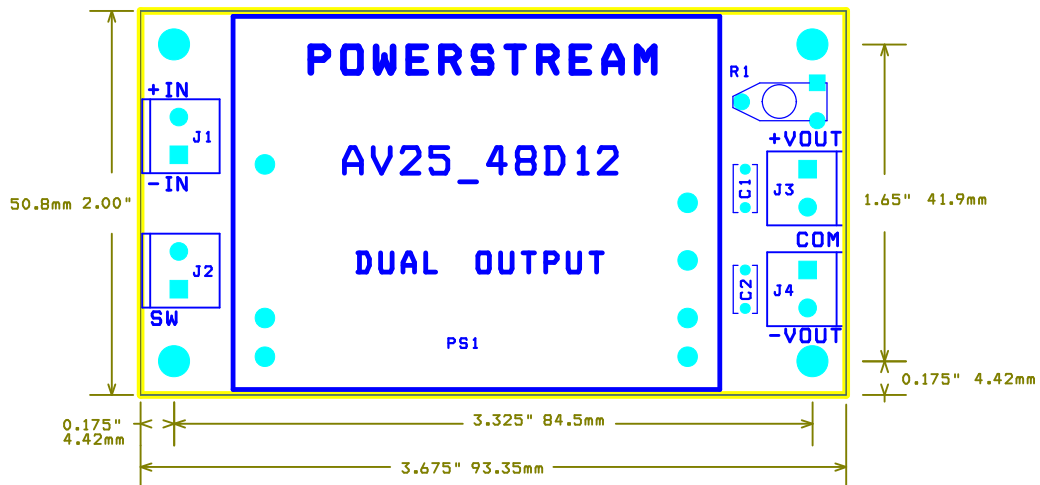 POWERSTREAM
R1
+IN
J1
-IN
AV25_48D12
+VOUT
C1
J3
50.8mm 2.00"
1.65" 41.9mm
COM
DUAL OUTPUT
J2
C2
J4
SW
PS1
-VOUT
0.175" 4.42mm
0.175"
4.42mm
3.325" 84.5mm
3.675" 93.35mm